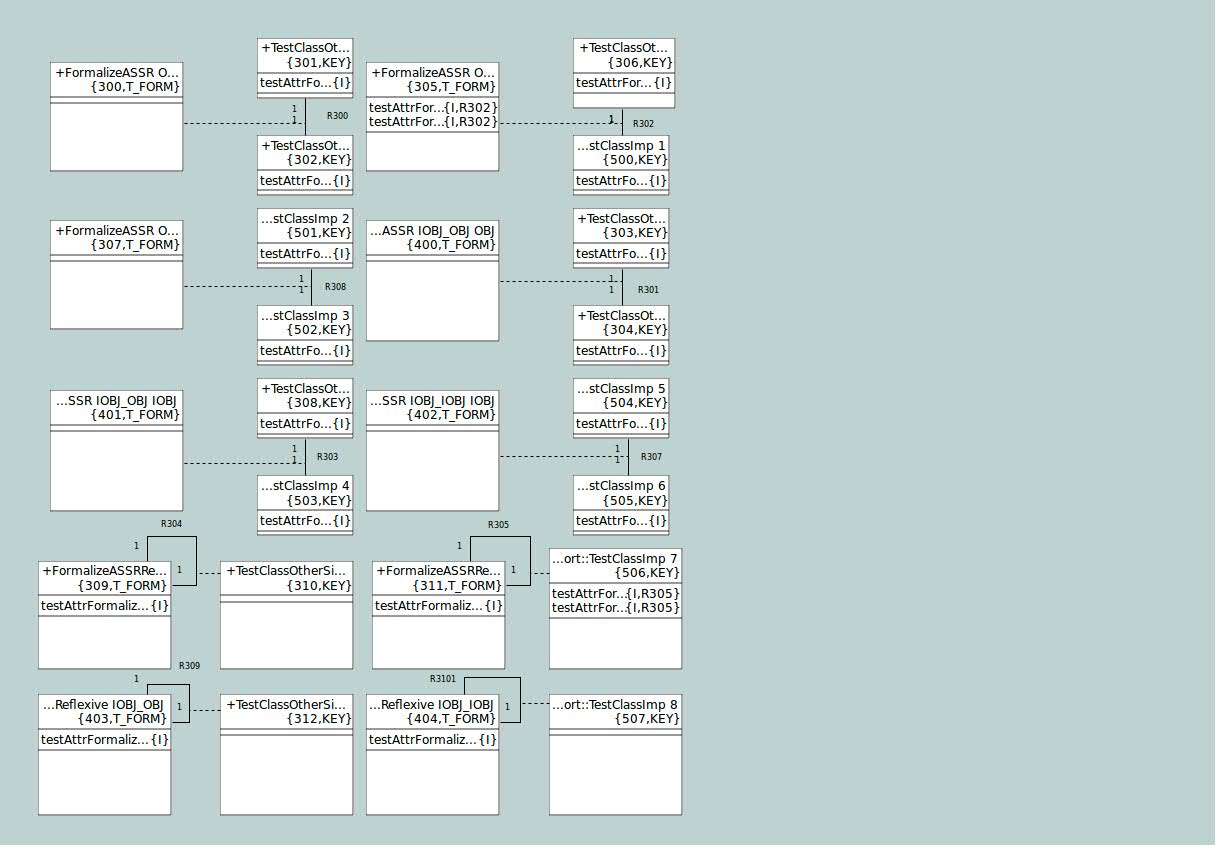 +FormalizeASSR O...
{300,T_FORM}
+TestClassOt...
{301,KEY}
testAttrFo...{I}
1
1
R300
+TestClassOt...
{302,KEY}
testAttrFo...{I}
+FormalizeASSR O...
{305,T_FORM}
testAttrFor...{I,R302}
testAttrFor...{I,R302}
+TestClassOt...
{306,KEY}
testAttrFor...{I}
1
R302
...stClassImp 1
{500,KEY}
testAttrFo...{I}
+FormalizeASSR O...
{307,T_FORM}
...stClassImp 2
{501,KEY}
testAttrFo...{I}
1
1
R308
...stClassImp 3
{502,KEY}
testAttrFo...{I}
...ASSR IOBJ_OBJ OBJ
{400,T_FORM}
+TestClassOt...
{303,KEY}
testAttrFo...{I}
1
1
R301
+TestClassOt...
{304,KEY}
testAttrFo...{I}
...SSR IOBJ_OBJ IOBJ
{401,T_FORM}
+TestClassOt...
{308,KEY}
testAttrFo...{I}
1
1
R303
...stClassImp 4
{503,KEY}
testAttrFo...{I}
...SSR IOBJ_IOBJ IOBJ
{402,T_FORM}
...stClassImp 5
{504,KEY}
testAttrFo...{I}
1
1
R307
...stClassImp 6
{505,KEY}
testAttrFo...{I}
R304
1
1
+FormalizeASSRRe...
{309,T_FORM}
testAttrFormaliz...{I}
+TestClassOtherSi...
{310,KEY}
R305
1
1
+FormalizeASSRRe...
{311,T_FORM}
testAttrFormaliz...{I}
...ort::TestClassImp 7
{506,KEY}
testAttrFor...{I,R305}
testAttrFor...{I,R305}
R309
1
1
...Reflexive IOBJ_OBJ
{403,T_FORM}
testAttrFormaliz...{I}
+TestClassOtherSi...
{312,KEY}
R3101
1
...Reflexive IOBJ_IOBJ
{404,T_FORM}
testAttrFormaliz...{I}
...ort::TestClassImp 8
{507,KEY}